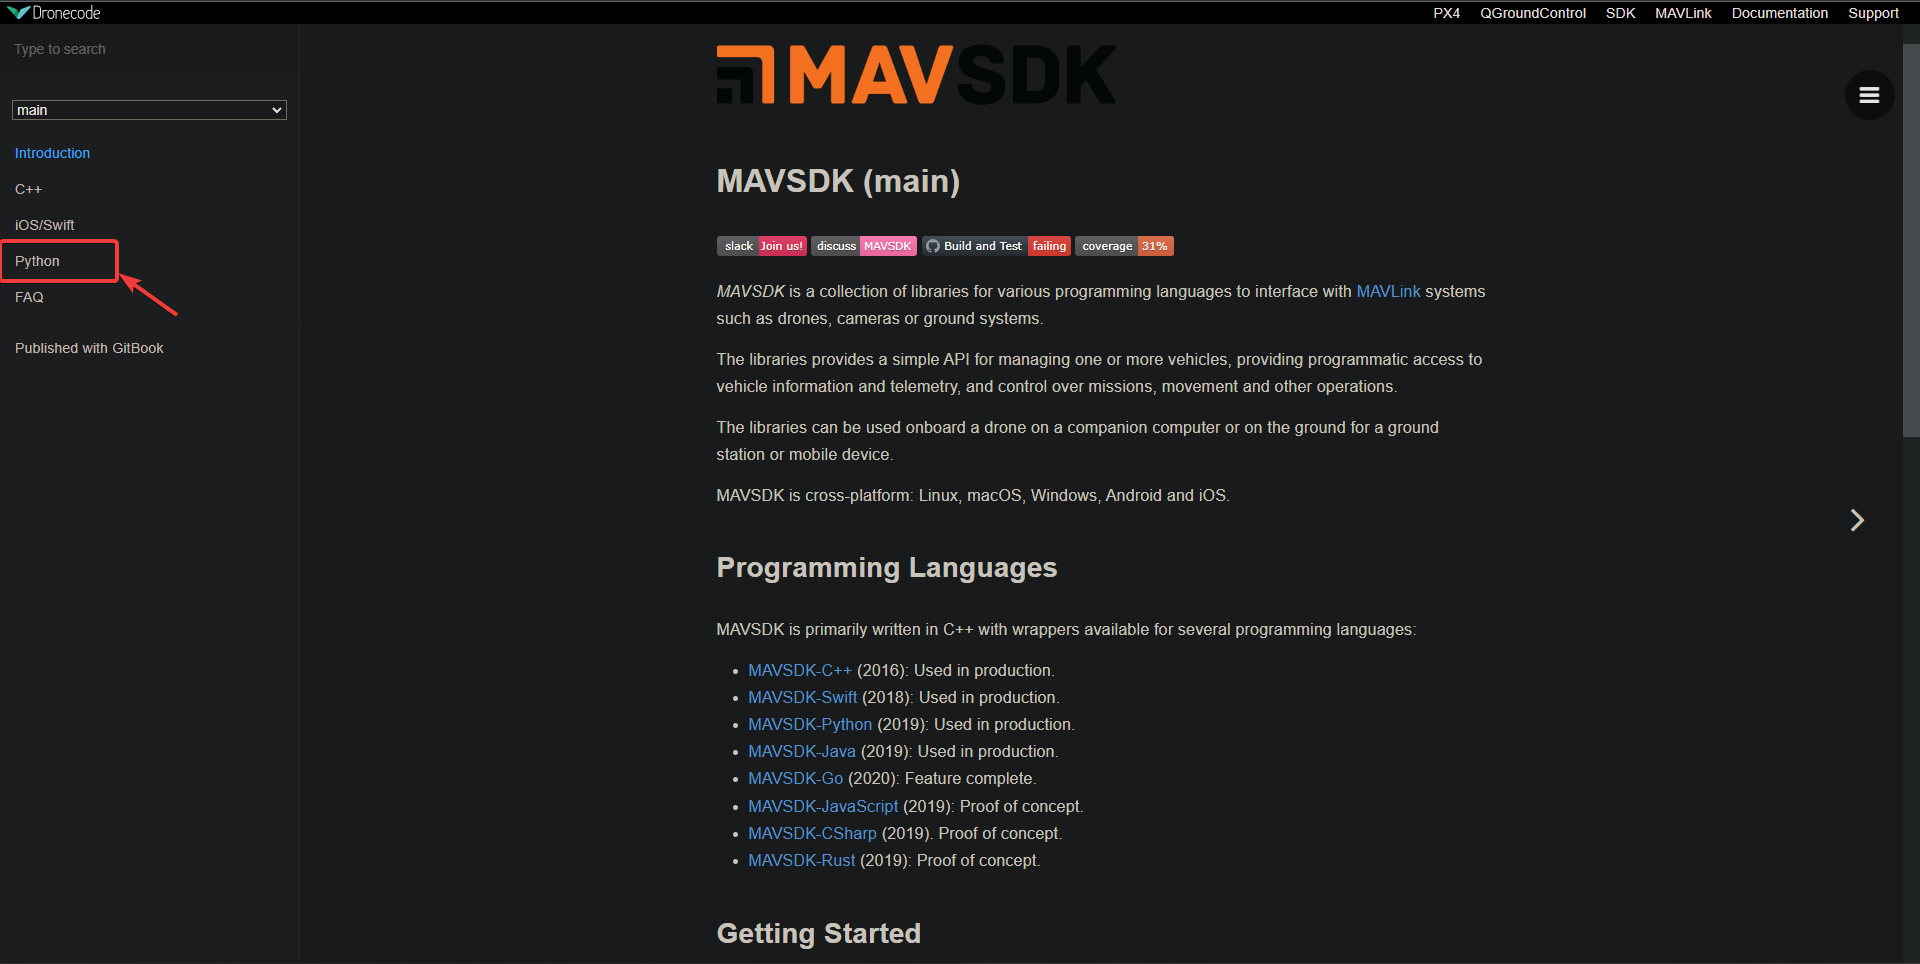 Dronecode
PX4 QGroundControl SDK MAVLink Documentation Support
Type to search
main
Introduction
C++
iOS/Swift
Python
FAQ
Published with GitBook
MAVSDK
MAVSDK (main)
slack Join us! discuss MAVSDK Build and Test failing coverage 31%
MAVSDK is a collection of libraries for various programming languages to interface with MAVLink systems
such as drones, cameras or ground systems.
The libraries provides a simple API for managing one or more vehicles, providing programmatic access to
vehicle information and telemetry, and control over missions, movement and other operations.
The libraries can be used onboard a drone on a companion computer or on the ground for a ground
station or mobile device.
MAVSDK is cross-platform: Linux, macOS, Windows, Android and iOS.
Programming Languages
MAVSDK is primarily written in C++ with wrappers available for several programming languages:
• MAVSDK-C++ (2016): Used in production.
• MAVSDK-Swift (2018): Used in production.
• MAVSDK-Python (2019): Used in production.
• MAVSDK-Java (2019): Used in production.
• MAVSDK-Go (2020): Feature complete.
• MAVSDK-JavaScript (2019): Proof of concept.
• MAVSDK-CSharp (2019). Proof of concept.
• MAVSDK-Rust (2019): Proof of concept.
Getting Started